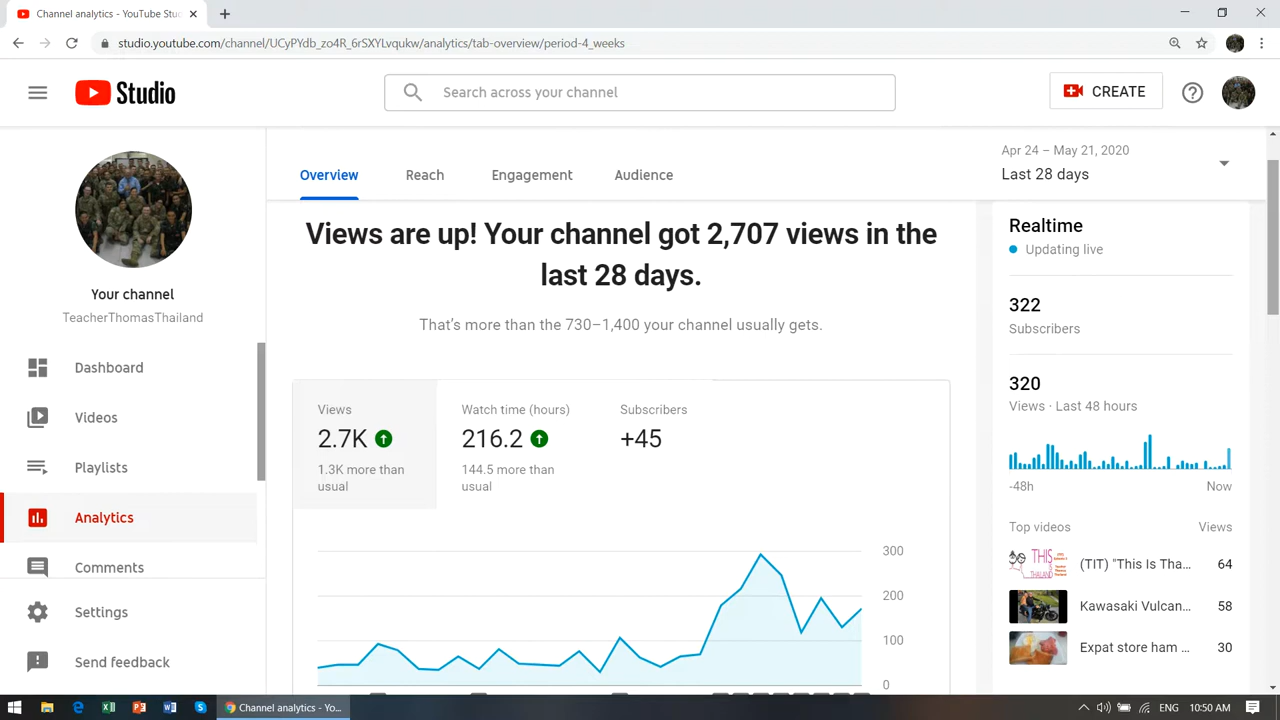 Channel analytics - YouTube Stu
studio.youtube.com/channel/UCyPYdb_zo4R_6rSXYLvqukw/analytics/tab-overview/period-4_weeks
Studio
Search across your channel
CREATE
Your channel
TeacherThomasThailand
Dashboard
Videos
Playlists
Analytics
Comments
Settings
Send feedback
Overview
Reach
Engagement
Audience
Apr 24 – May 21, 2020
Last 28 days
Views are up! Your channel got 2,707 views in the
last 28 days.
That's more than the 730–1,400 your channel usually gets.
Views
2.7K
1.3K more than
usual
Watch time (hours)
216.2
144.5 more than
usual
Subscribers
+45
300
200
100
0
Realtime
Updating live
322
Subscribers
320
Views · Last 48 hours
-48h
Now
Top videos
Views
THIS
(TIT) "This Is Tha...
64
Kawasaki Vulcan...
58
Expat store ham ...
30
Channel analytics - Yo...
ENG
10:50 AM